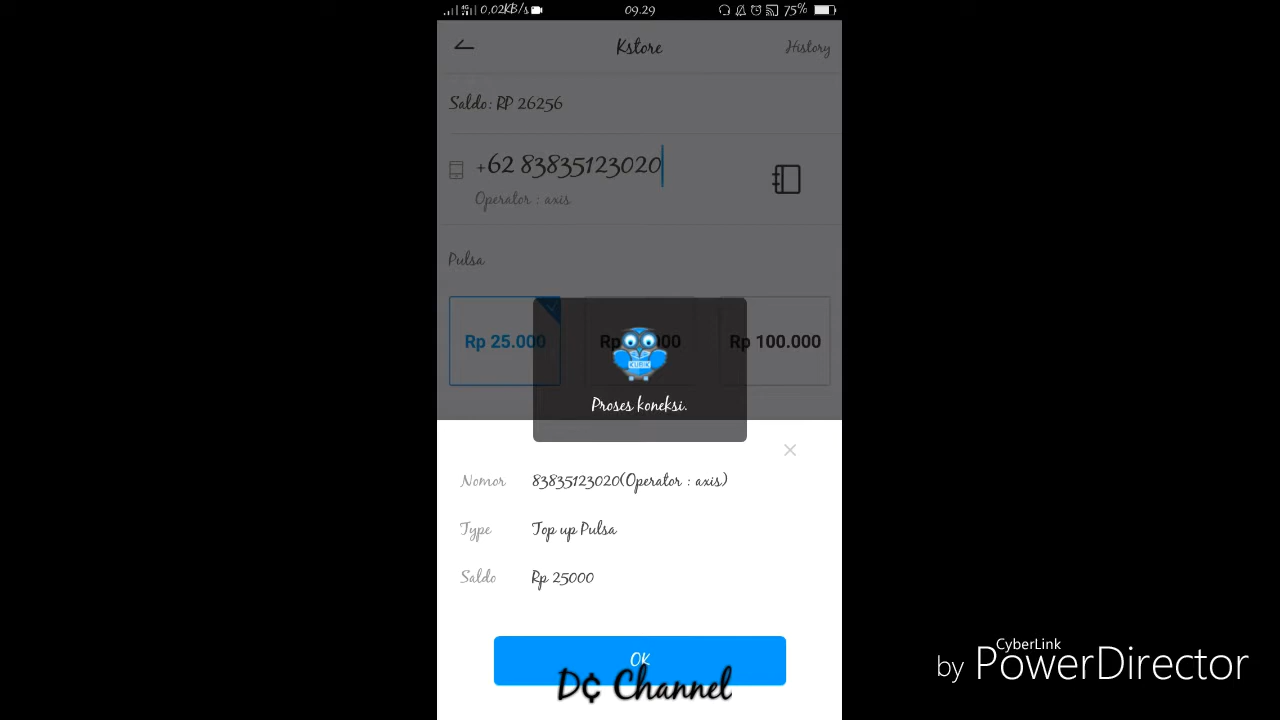 0,02KB/s
09.29
75%
Kstore
History
Saldo: RP 26256
+62 83835123020
Operator : axis
Pulsa
Rp 25.000
Rp 100.000
KUBIK
Proses koneksi.
Nomor 83835123020(Operator : axis)
Type Top up Pulsa
Saldo Rp 25000
OK
D¢ Channel
by CyberLink PowerDirector